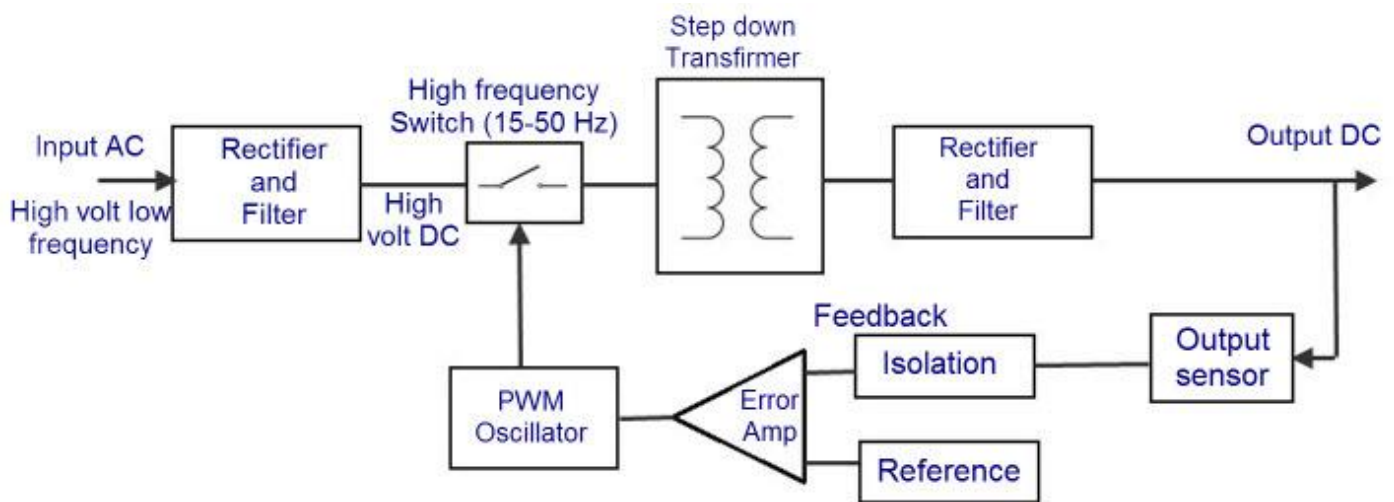 Step down
Transfirmer
High frequency
Switch (15-50 Hz)
Input AC
High volt low
frequency
Rectifier
and
Filter
High
volt DC
Rectifier
and
Filter
Output DC
Feedback
Isolation
Output
sensor
PWM
Oscillator
Error
Amp
Reference